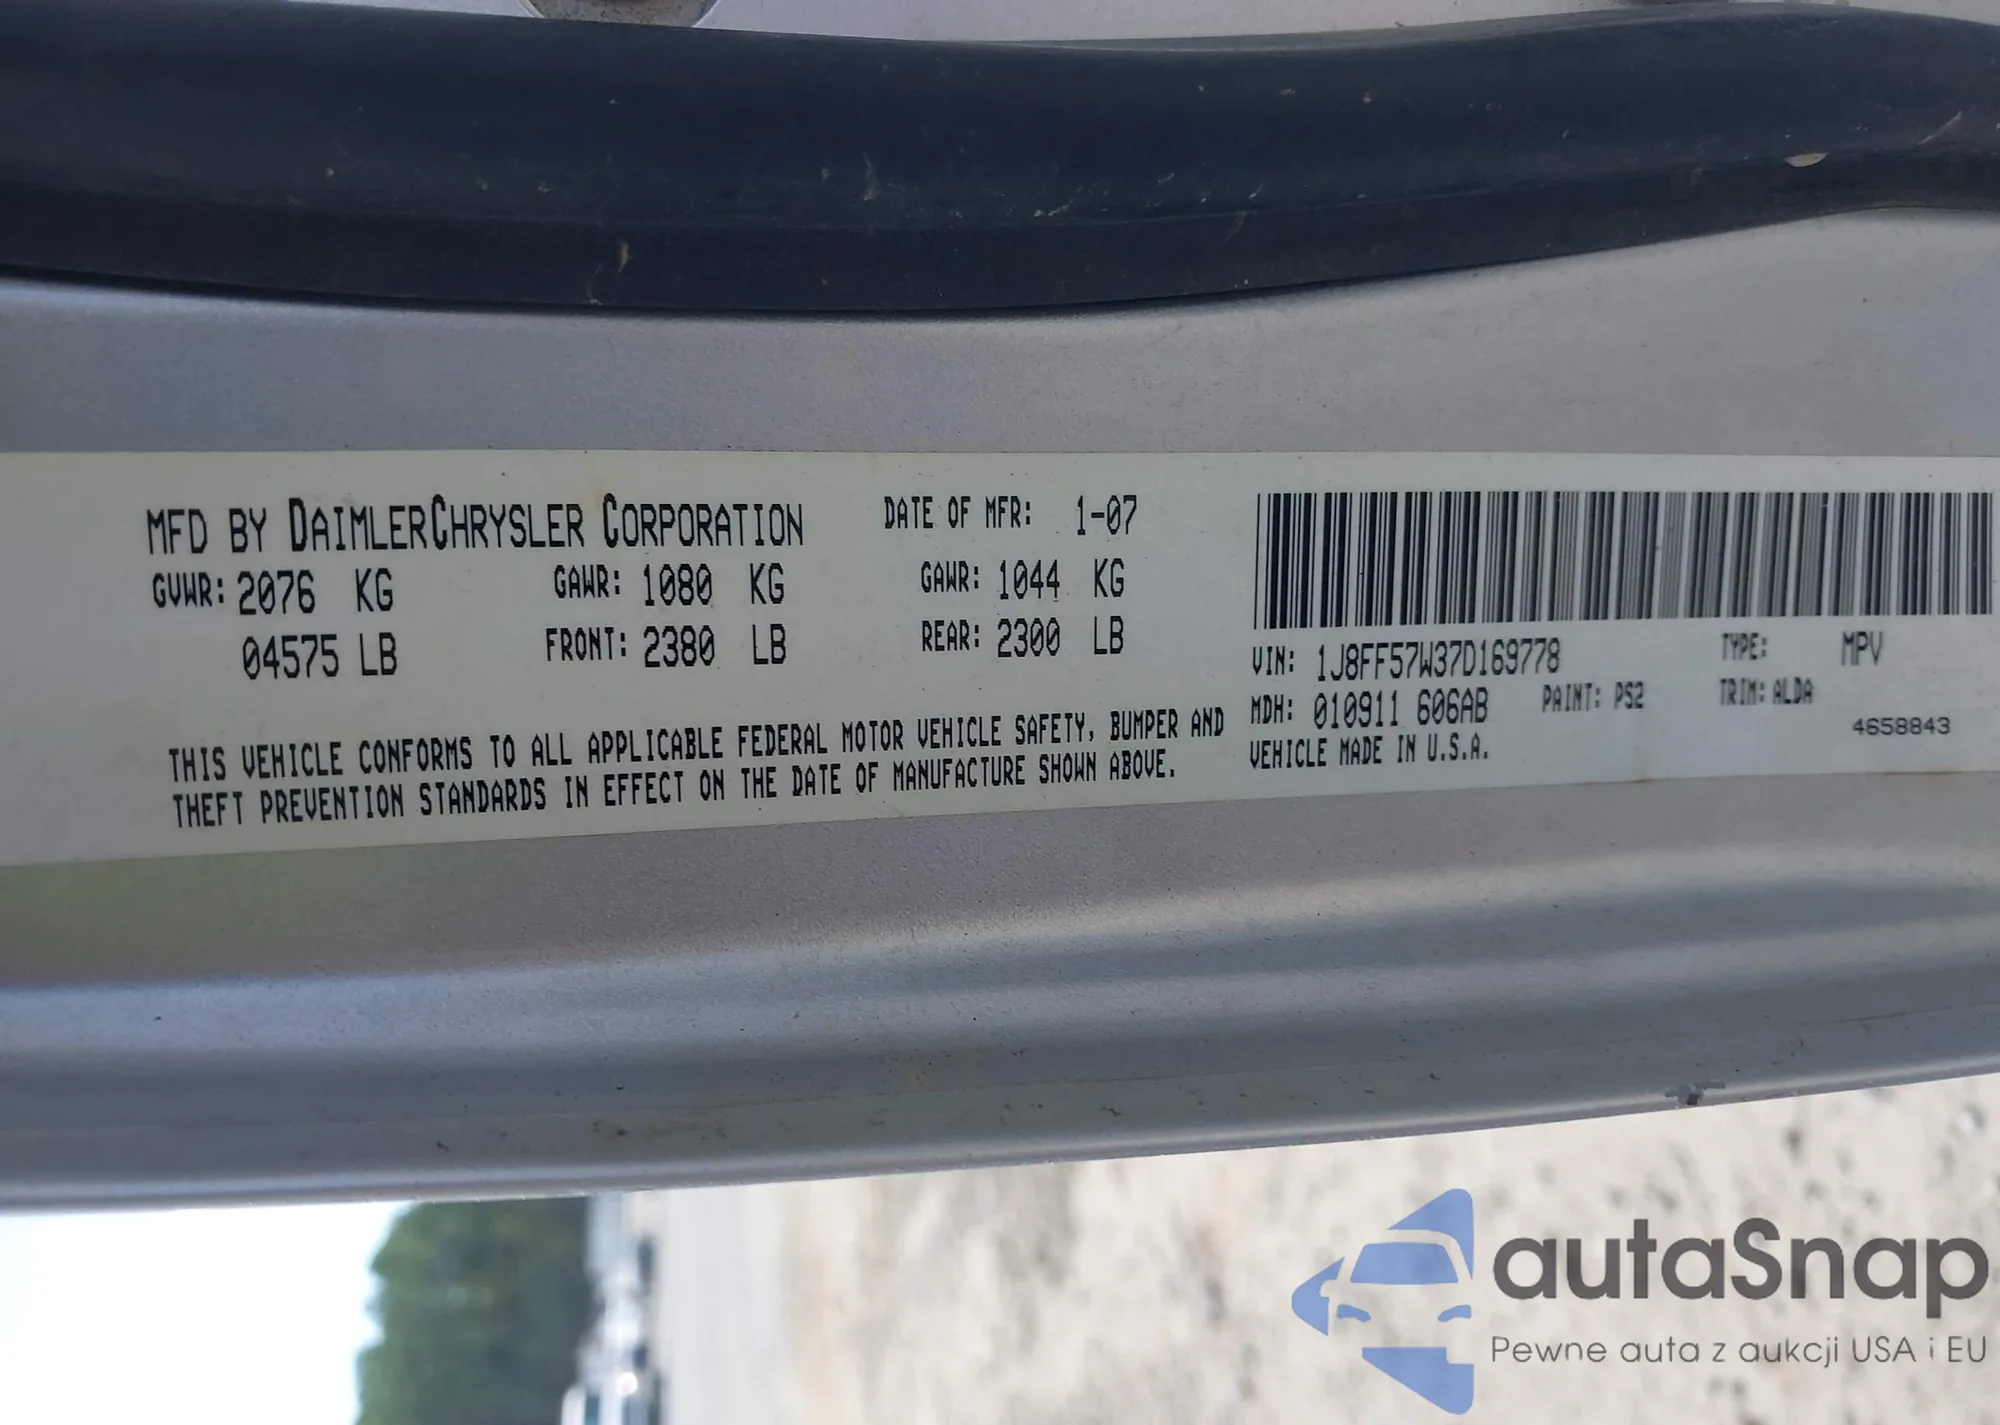 MFD BY DAIMLERCHRYSLER CORPORATION DATE OF MFR: 1-07
GVWR: 2076 KG GAWR: 1080 KG GAWR: 1044 KG
04575 LB FRONT: 2380 LB REAR: 2300 LB
THIS VEHICLE CONFORMS TO ALL APPLICABLE FEDERAL MOTOR VEHICLE SAFETY, BUMPER AND
THEFT PREVENTION STANDARDS IN EFFECT ON THE DATE OF MANUFACTURE SHOWN ABOVE.
VIN: 1J8FF57W37D169778 TYPE: MPV
MDH: 010911 606AB PAINT: PS2 TRIM: ALDA
VEHICLE MADE IN U.S.A. 4658843
autaSnap
Pewne auta z aukcji USA i EU